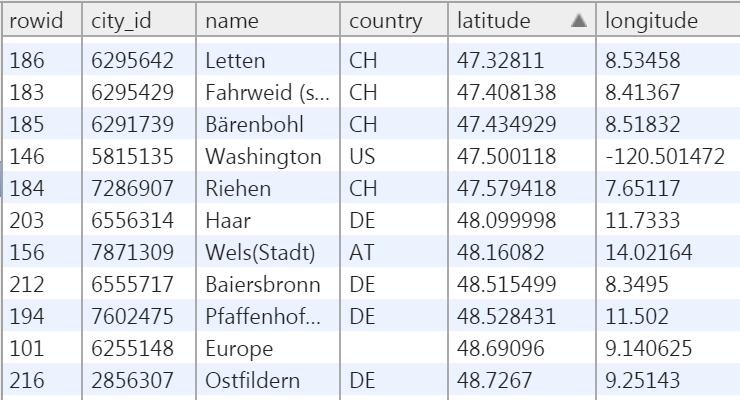 rowid city_id name country latitude longitude
186 6295642 Letten CH 47.32811 8.53458
183 6295429 Fahrweid (s... CH 47.408138 8.41367
185 6291739 Bärenbohl CH 47.434929 8.51832
146 5815135 Washington US 47.500118 -120.501472
184 7286907 Riehen CH 47.579418 7.65117
203 6556314 Haar DE 48.099998 11.7333
156 7871309 Wels(Stadt) AT 48.16082 14.02164
212 6555717 Baiersbronn DE 48.515499 8.3495
194 7602475 Pfaffenhof... DE 48.528431 11.502
101 6255148 Europe 48.69096 9.140625
216 2856307 Ostfildern DE 48.7267 9.25143